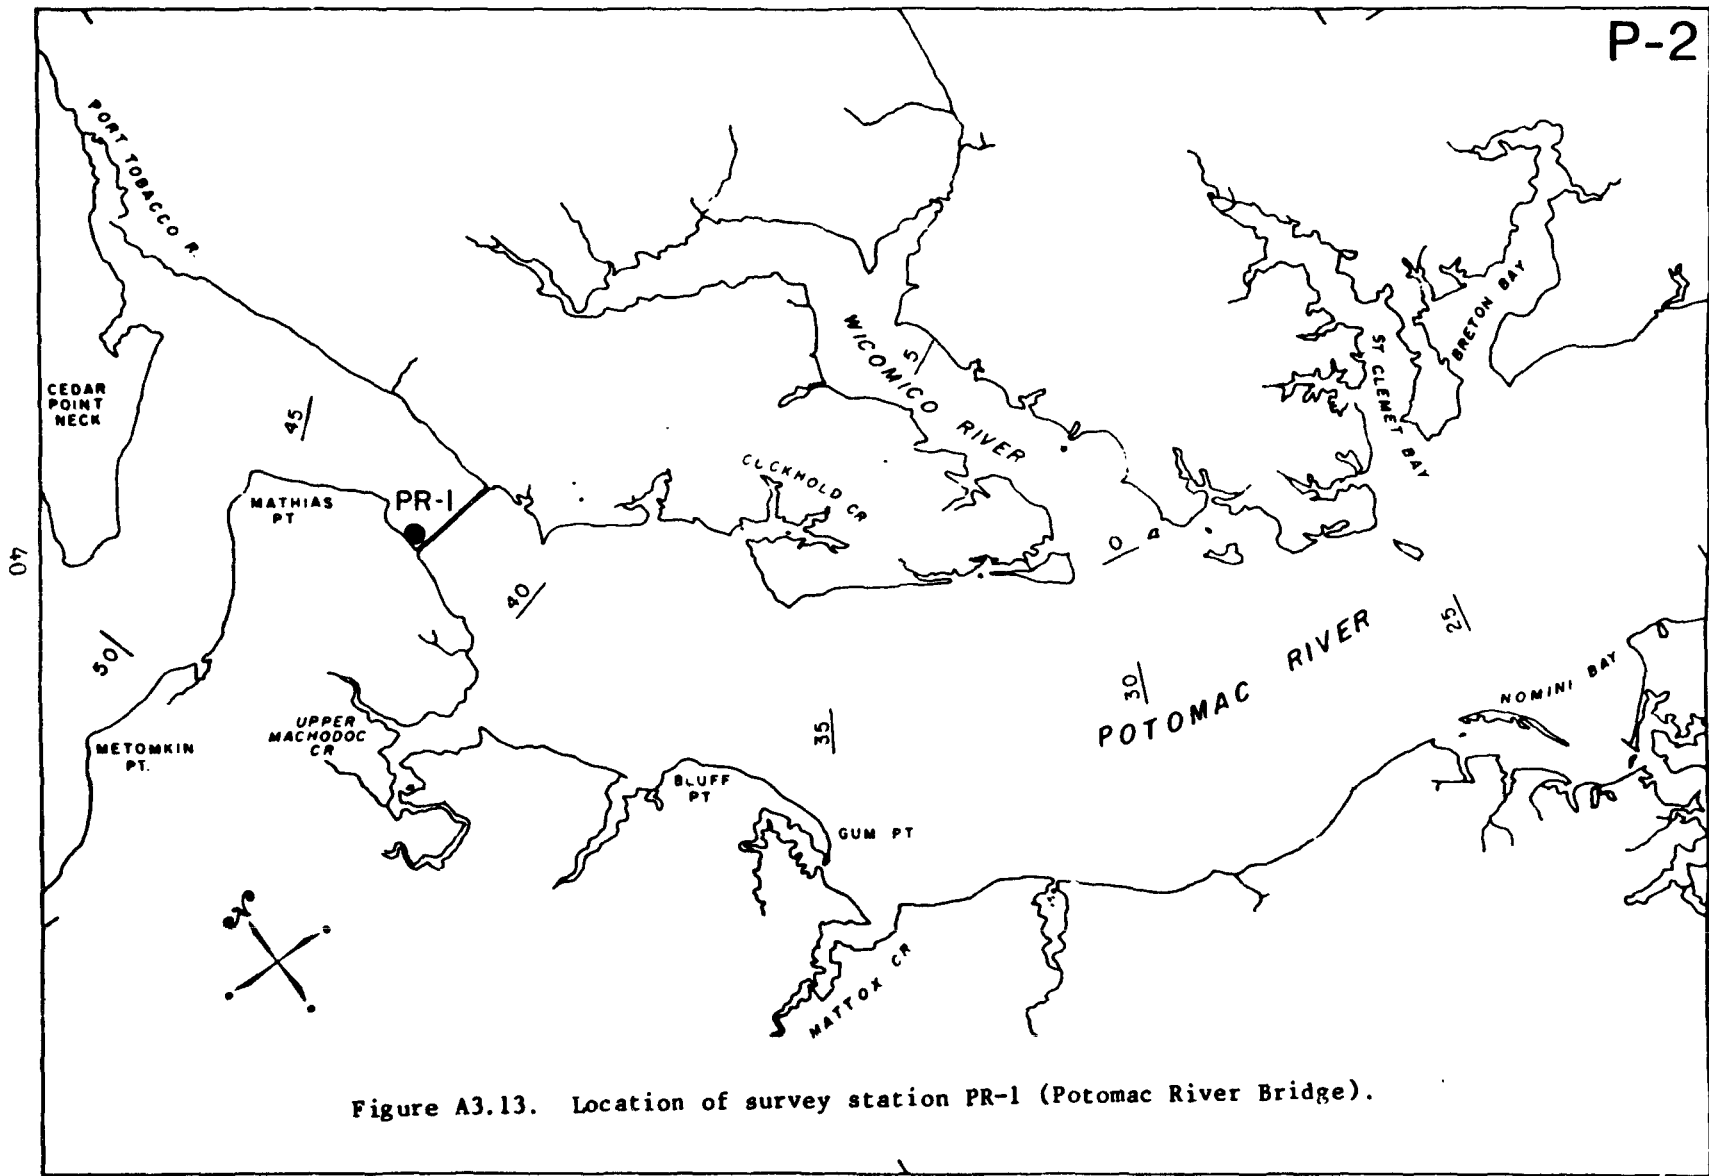 P-2
PORT TOBACCO R.
CEDAR
POINT
NECK
45
MATHIAS
PT
PR-1
50
METOMKIN
PT.
UPPER
MACHODOC
CR
40
WICOMICO RIVER
5
CUCKHOLD CR
0
ST CLEMET BAY
BRETON BAY
25
30
35
POTOMAC RIVER
NOMINI BAY
BLUFF
PT
GUM PT
MATTOX CR
N
40
Figure A3.13. Location of survey station PR-1 (Potomac River Bridge).